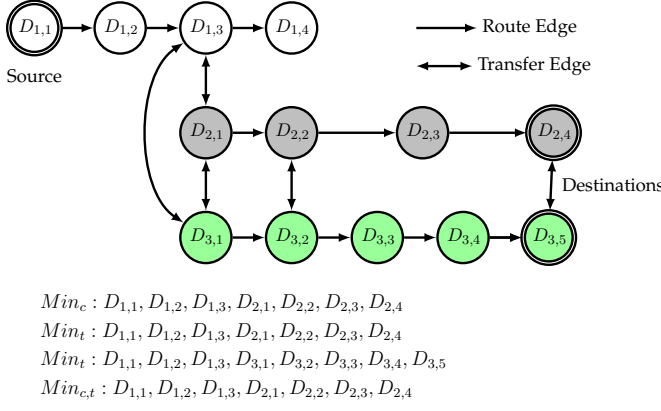 D1,1 D1,2 D1,3 D1,4 Route Edge
Source Transfer Edge
D2,1 D2,2 D2,3 D2,4
Destinations
D3,1 D3,2 D3,3 D3,4 D3,5
Minc : D1,1, D1,2, D1,3, D2,1, D2,2, D2,3, D2,4
Mint : D1,1, D1,2, D1,3, D2,1, D2,2, D2,3, D2,4
Mint : D1,1, D1,2, D1,3, D3,1, D3,2, D3,3, D3,4, D3,5
Minc,t : D1,1, D1,2, D1,3, D2,1, D2,2, D2,3, D2,4